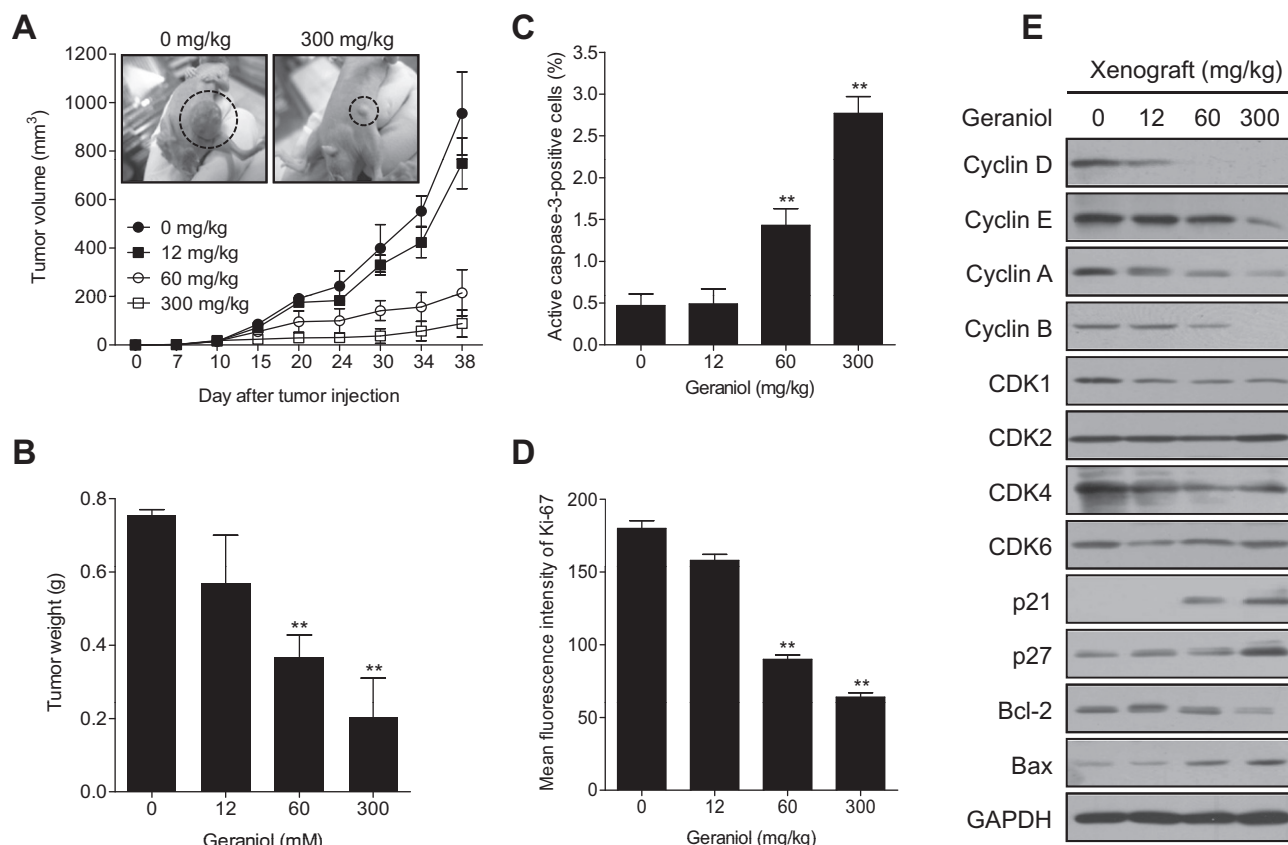 A
0 mg/kg 300 mg/kg
1200
1000
800
600
400
200
0
Tumor volume (mm³)
0 mg/kg
12 mg/kg
60 mg/kg
300 mg/kg
0 7 10 15 20 24 30 34 38
Day after tumor injection
B
0.8
0.6
0.4
0.2
0.0
Tumor weight (g)
** **
0 12 60 300
Geraniol (mM)
C
3.5
3.0
2.5
2.0
1.5
1.0
0.5
0.0
Active caspase-3-positive cells (%)
** **
0 12 60 300
Geraniol (mg/kg)
D
200
150
100
50
0
Mean fluorescence intensity of Ki-67
** **
0 12 60 300
Geraniol (mg/kg)
E
Xenograft (mg/kg)
Geraniol 0 12 60 300
Cyclin D
Cyclin E
Cyclin A
Cyclin B
CDK1
CDK2
CDK4
CDK6
p21
p27
Bcl-2
Bax
GAPDH